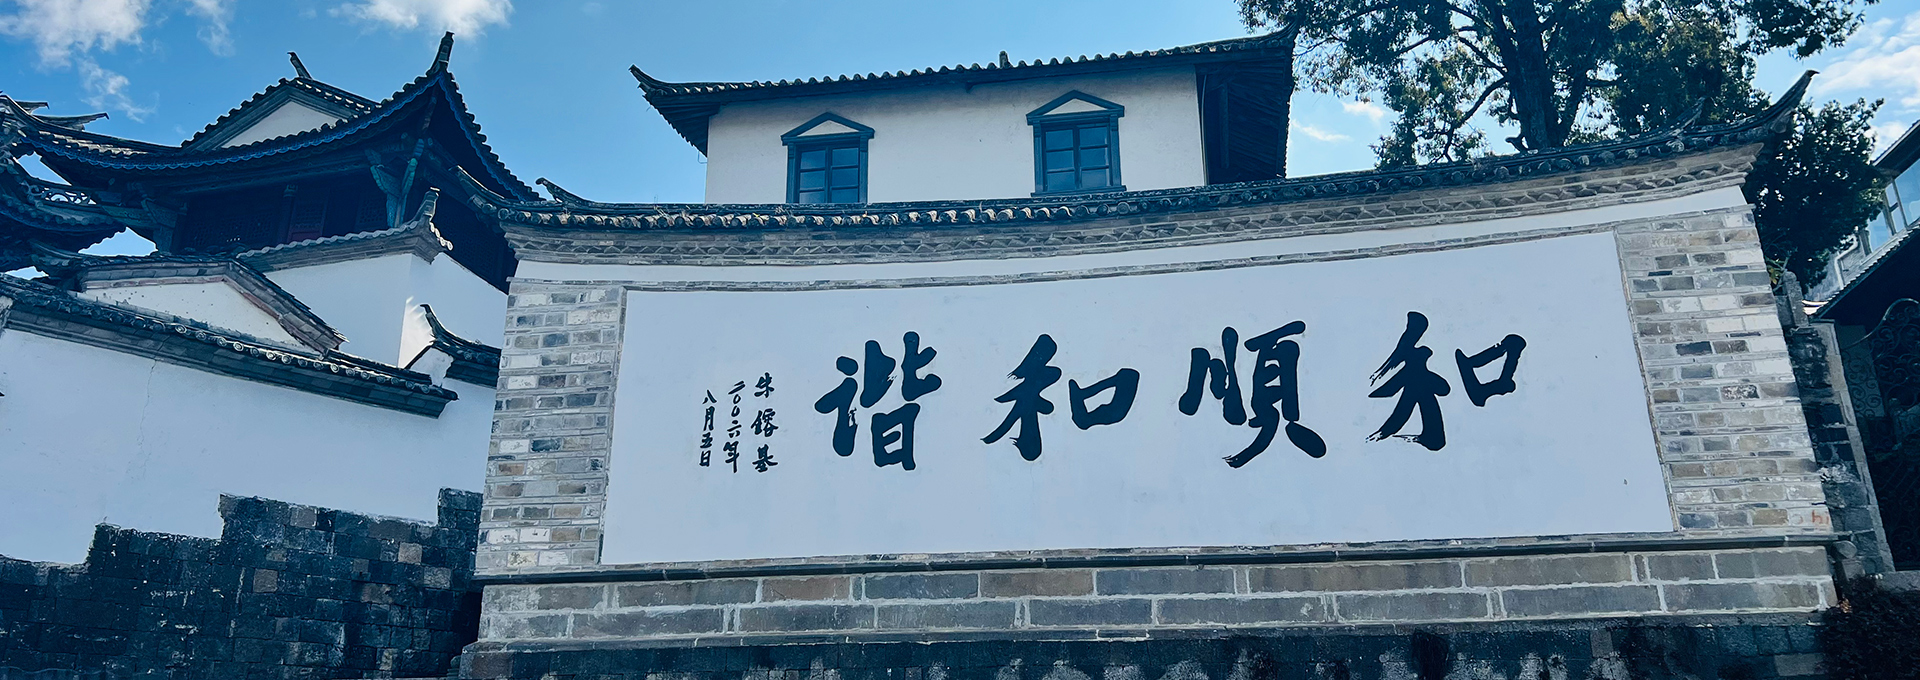 和順和谐
朱镕基
二〇〇六年
八月五日